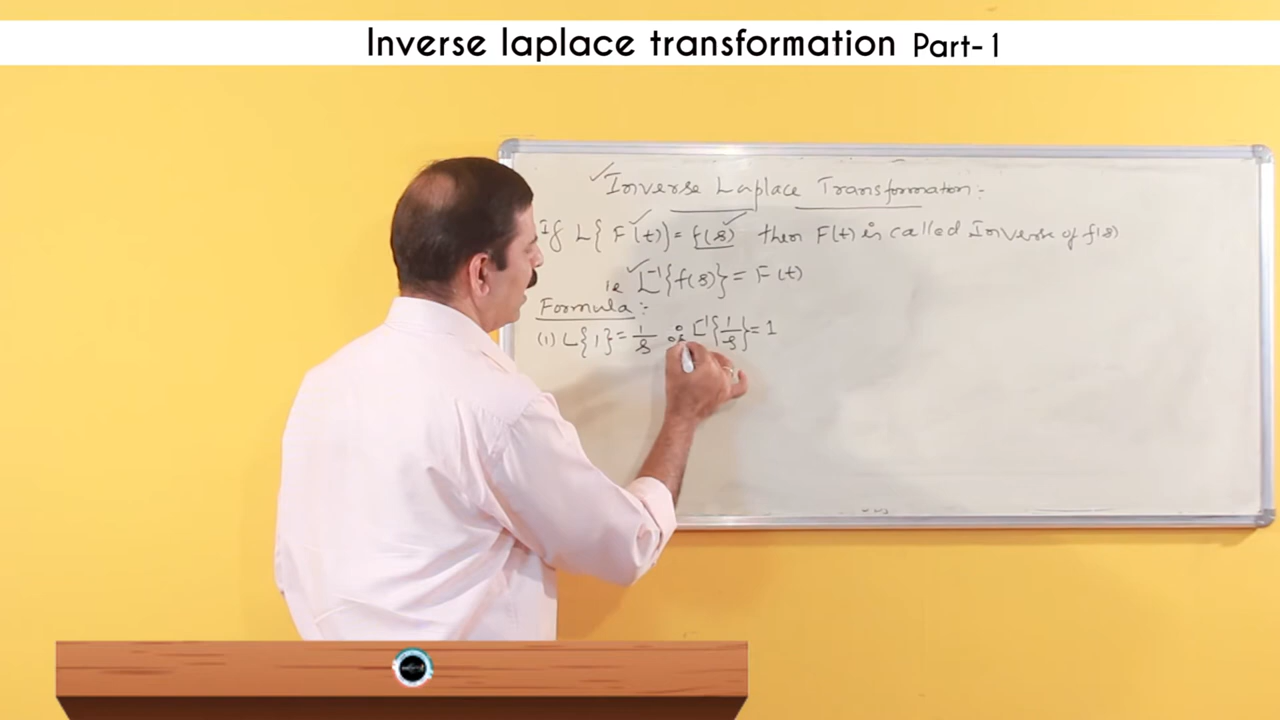 Inverse laplace transformation Part-1
Inverse Laplace Transformaton:-
If L{F(t)} = f(s) then F(t) is called Inverse of f(s)
ie L⁻¹{f(s)} = F(t)
Formula:-
(1) L{1} = 1/s ∴ L⁻¹{1/s} = 1